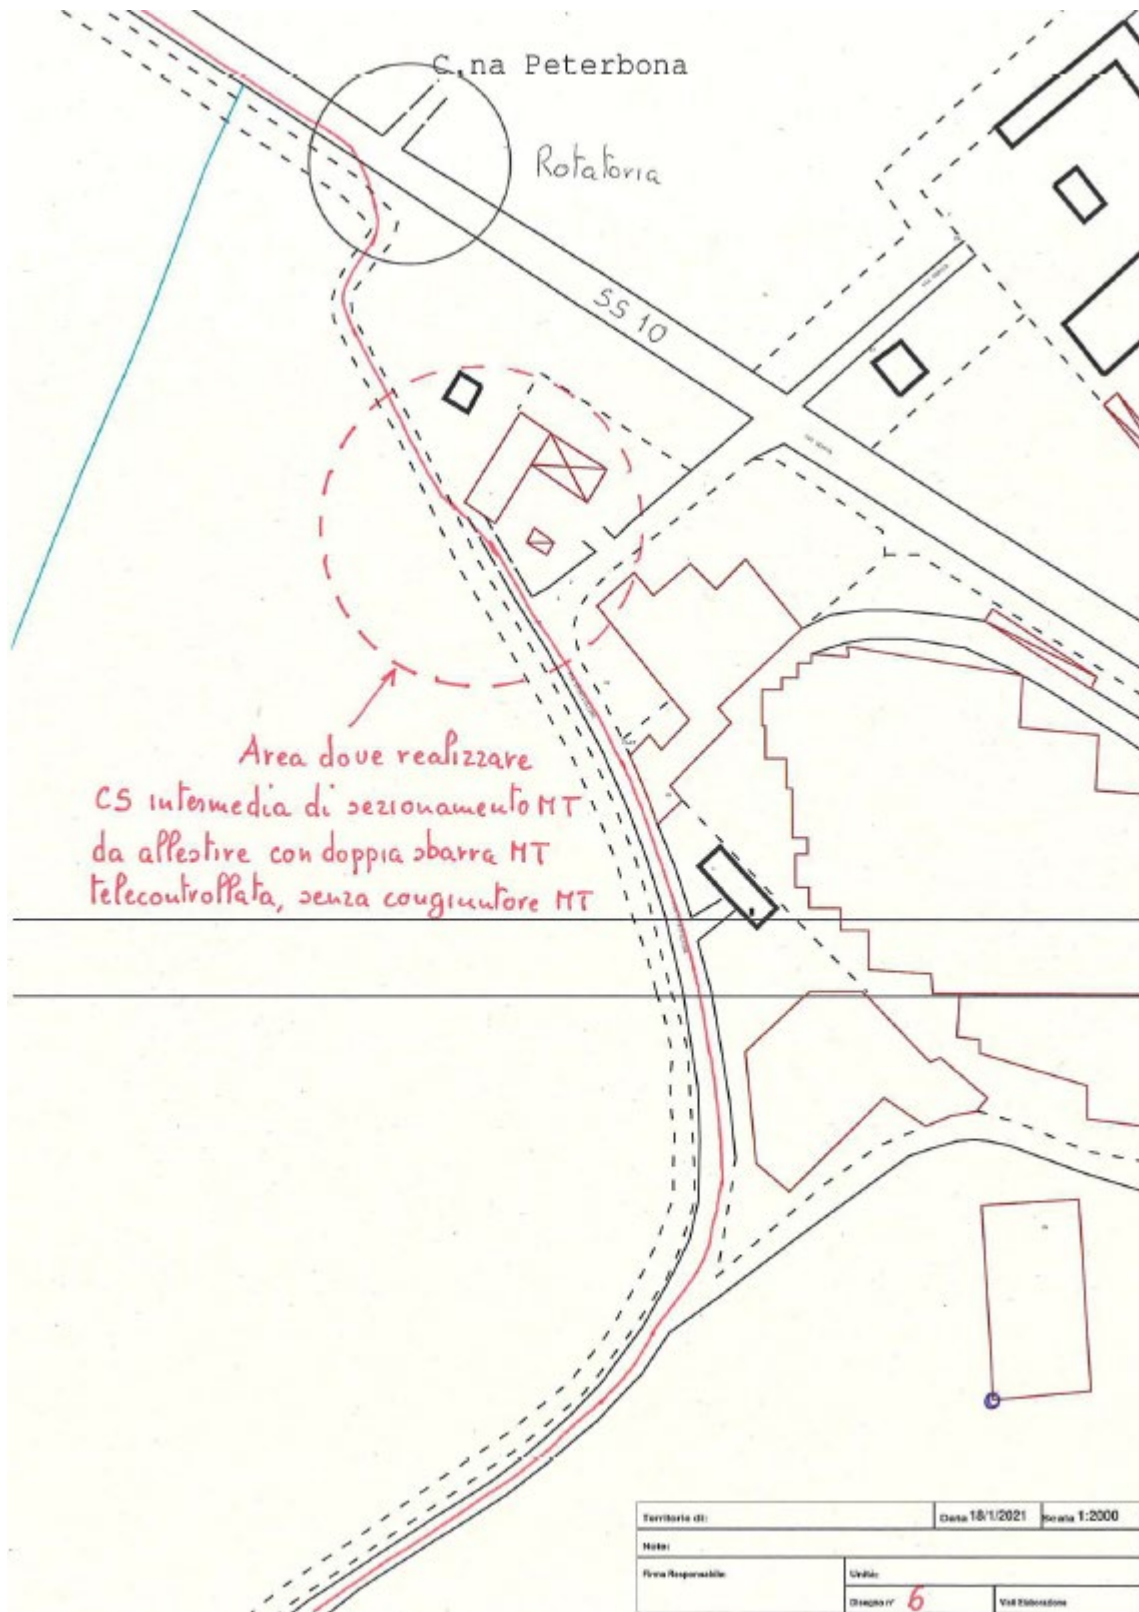 C.na Peterbona
Rotatoria
SS 10
Area dove realizzare
CS intermedia di sezionamento MT
da allestire con doppia sbarra MT
telecontrollata, senza congiuntore MT
Territorio di:
Data 18/1/2021
Scala 1:2000
Note:
Firma Responsabile
Unità:
Disegno n° 6
Visti Elaborazione